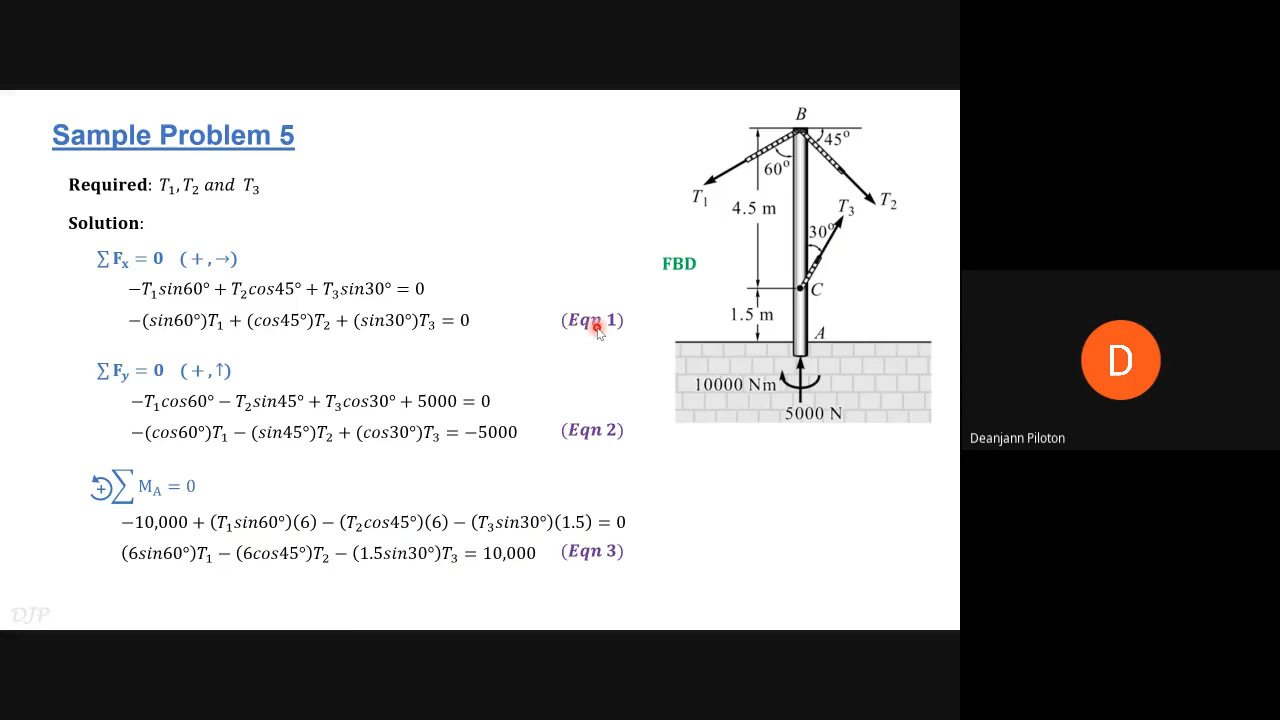 Sample Problem 5
Required: T₁, T₂ and T₃
Solution:
∑ Fₓ = 0 (+,→)
−T₁sin60° + T₂cos45° + T₃sin30° = 0
−(sin60°)T₁ + (cos45°)T₂ + (sin30°)T₃ = 0 (Eqn 1)
∑ Fᵧ = 0 (+,↑)
−T₁cos60° − T₂sin45° + T₃cos30° + 5000 = 0
−(cos60°)T₁ − (sin45°)T₂ + (cos30°)T₃ = −5000 (Eqn 2)
+ ∑ M_A = 0
−10,000 + (T₁sin60°)(6) − (T₂cos45°)(6) − (T₃sin30°)(1.5) = 0
(6sin60°)T₁ − (6cos45°)T₂ − (1.5sin30°)T₃ = 10,000 (Eqn 3)
DJP
FBD
B
45°
60°
T₁
4.5 m
T₃
T₂
30°
C
1.5 m
A
10000 Nm
5000 N
D
Deanjann Piloton